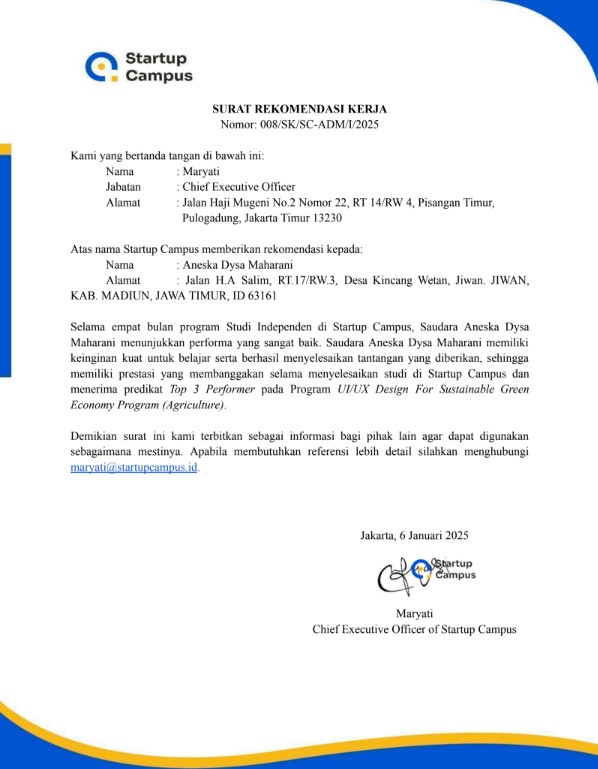 Startup
Campus
SURAT REKOMENDASI KERJA
Nomor: 008/SK/SC-ADM/I/2025
Kami yang bertanda tangan di bawah ini:
Nama : Maryati
Jabatan : Chief Executive Officer
Alamat : Jalan Haji Mugeni No.2 Nomor 22, RT 14/RW 4, Pisangan Timur,
Pulogadung, Jakarta Timur 13230
Atas nama Startup Campus memberikan rekomendasi kepada:
Nama : Aneska Dysa Maharani
Alamat : Jalan H.A Salim, RT.17/RW.3, Desa Kincang Wetan, Jiwan. JIWAN,
KAB. MADIUN, JAWA TIMUR, ID 63161
Selama empat bulan program Studi Independen di Startup Campus, Saudara Aneska Dysa
Maharani menunjukkan performa yang sangat baik. Saudara Aneska Dysa Maharani memiliki
keinginan kuat untuk belajar serta berhasil menyelesaikan tantangan yang diberikan, sehingga
memiliki prestasi yang membanggakan selama menyelesaikan studi di Startup Campus dan
menerima predikat Top 3 Performer pada Program UI/UX Design For Sustainable Green
Economy Program (Agriculture).
Demikian surat ini kami terbitkan sebagai informasi bagi pihak lain agar dapat digunakan
sebagaimana mestinya. Apabila membutuhkan referensi lebih detail silahkan menghubungi
maryati@startupcampus.id.
Jakarta, 6 Januari 2025
Startup
Campus
Maryati
Chief Executive Officer of Startup Campus